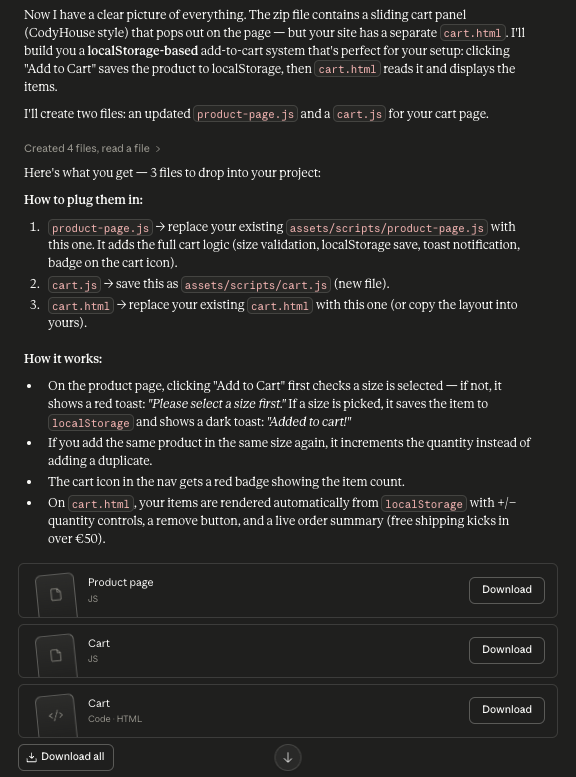 Now I have a clear picture of everything. The zip file contains a sliding cart panel
(CodyHouse style) that pops out on the page — but your site has a separate cart.html. I'll
build you a localStorage-based add-to-cart system that's perfect for your setup: clicking
"Add to Cart" saves the product to localStorage, then cart.html reads it and displays the
items.
I'll create two files: an updated product-page.js and a cart.js for your cart page.
Created 4 files, read a file >
Here's what you get — 3 files to drop into your project:
How to plug them in:
1. product-page.js → replace your existing assets/scripts/product-page.js with
this one. It adds the full cart logic (size validation, localStorage save, toast notification,
badge on the cart icon).
2. cart.js → save this as assets/scripts/cart.js (new file).
3. cart.html → replace your existing cart.html with this one (or copy the layout into
yours).
How it works:
• On the product page, clicking "Add to Cart" first checks a size is selected — if not, it
shows a red toast: "Please select a size first." If a size is picked, it saves the item to
localStorage and shows a dark toast: "Added to cart!"
• If you add the same product in the same size again, it increments the quantity instead of
adding a duplicate.
• The cart icon in the nav gets a red badge showing the item count.
• On cart.html, your items are rendered automatically from localStorage with +/−
quantity controls, a remove button, and a live order summary (free shipping kicks in
over €50).
Product page
JS
Download
Cart
JS
Download
Cart
Code · HTML
Download
Download all